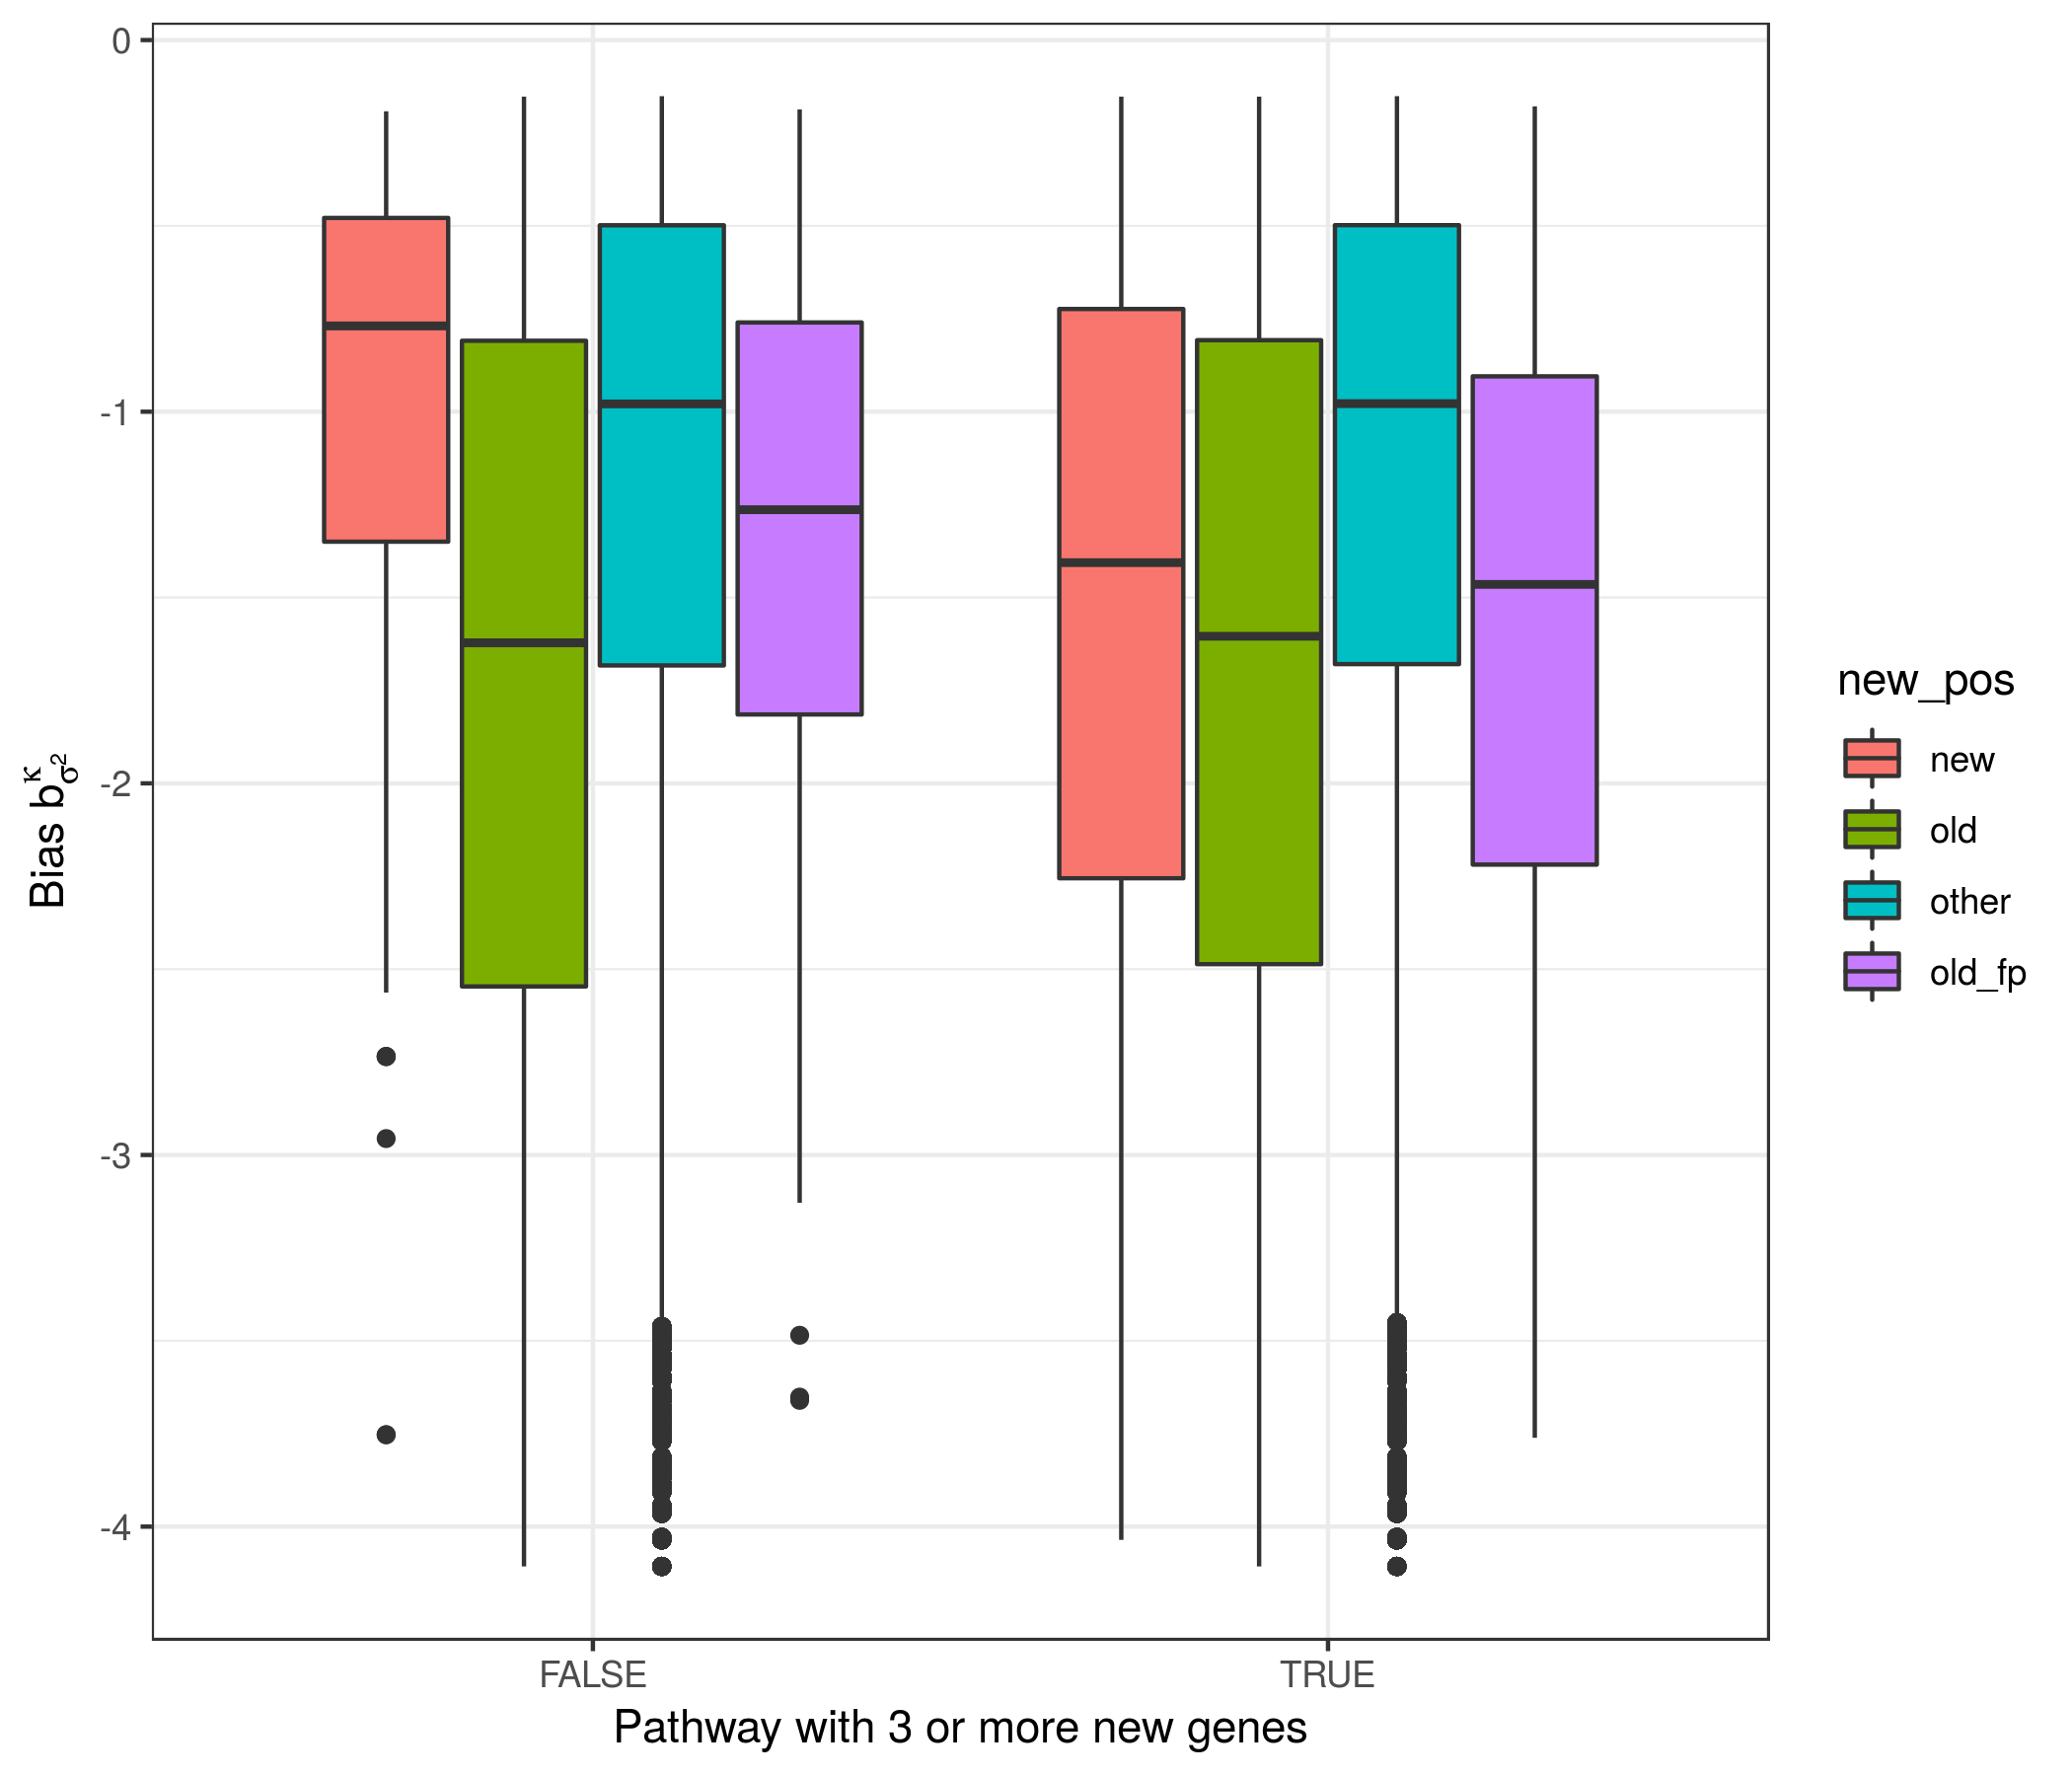 0
-1
-2
-3
-4
Bias b^κ_σ²
FALSE
TRUE
Pathway with 3 or more new genes
new_pos
new
old
other
old_fp